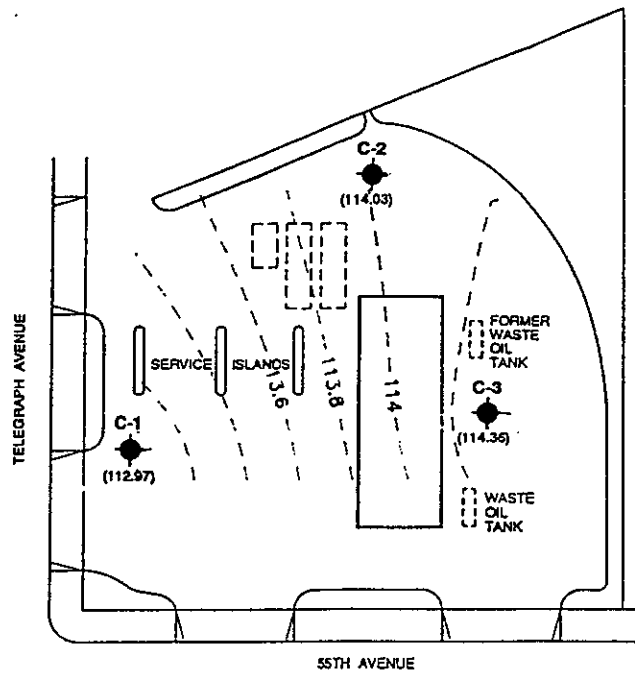 C-2
(114.03)
FORMER
WASTE
OIL
TANK
SERVICE ISLANDS
13.6
113.8
114
C-3
(114.35)
C-1
(112.97)
WASTE
OIL
TANK
TELEGRAPH AVENUE
55TH AVENUE